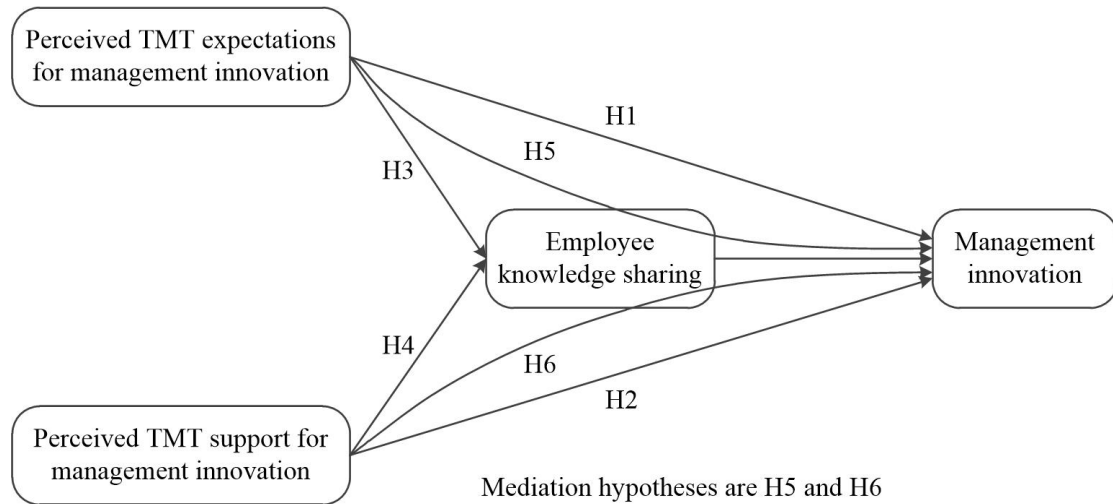 Perceived TMT expectations
for management innovation
H1
H5
H3
Employee
knowledge sharing
Management
innovation
H4
H6
H2
Perceived TMT support for
management innovation
Mediation hypotheses are H5 and H6